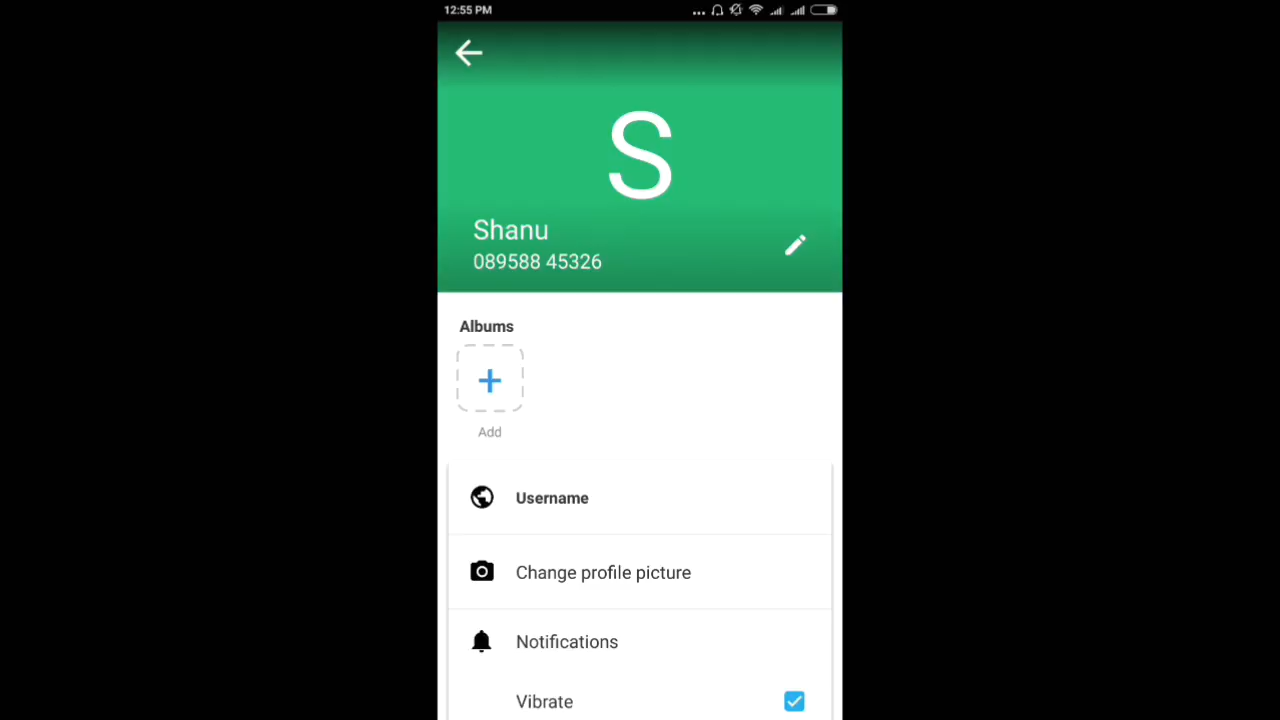 12:55 PM
S
Shanu
089588 45326
Albums
Add
Username
Change profile picture
Notifications
Vibrate